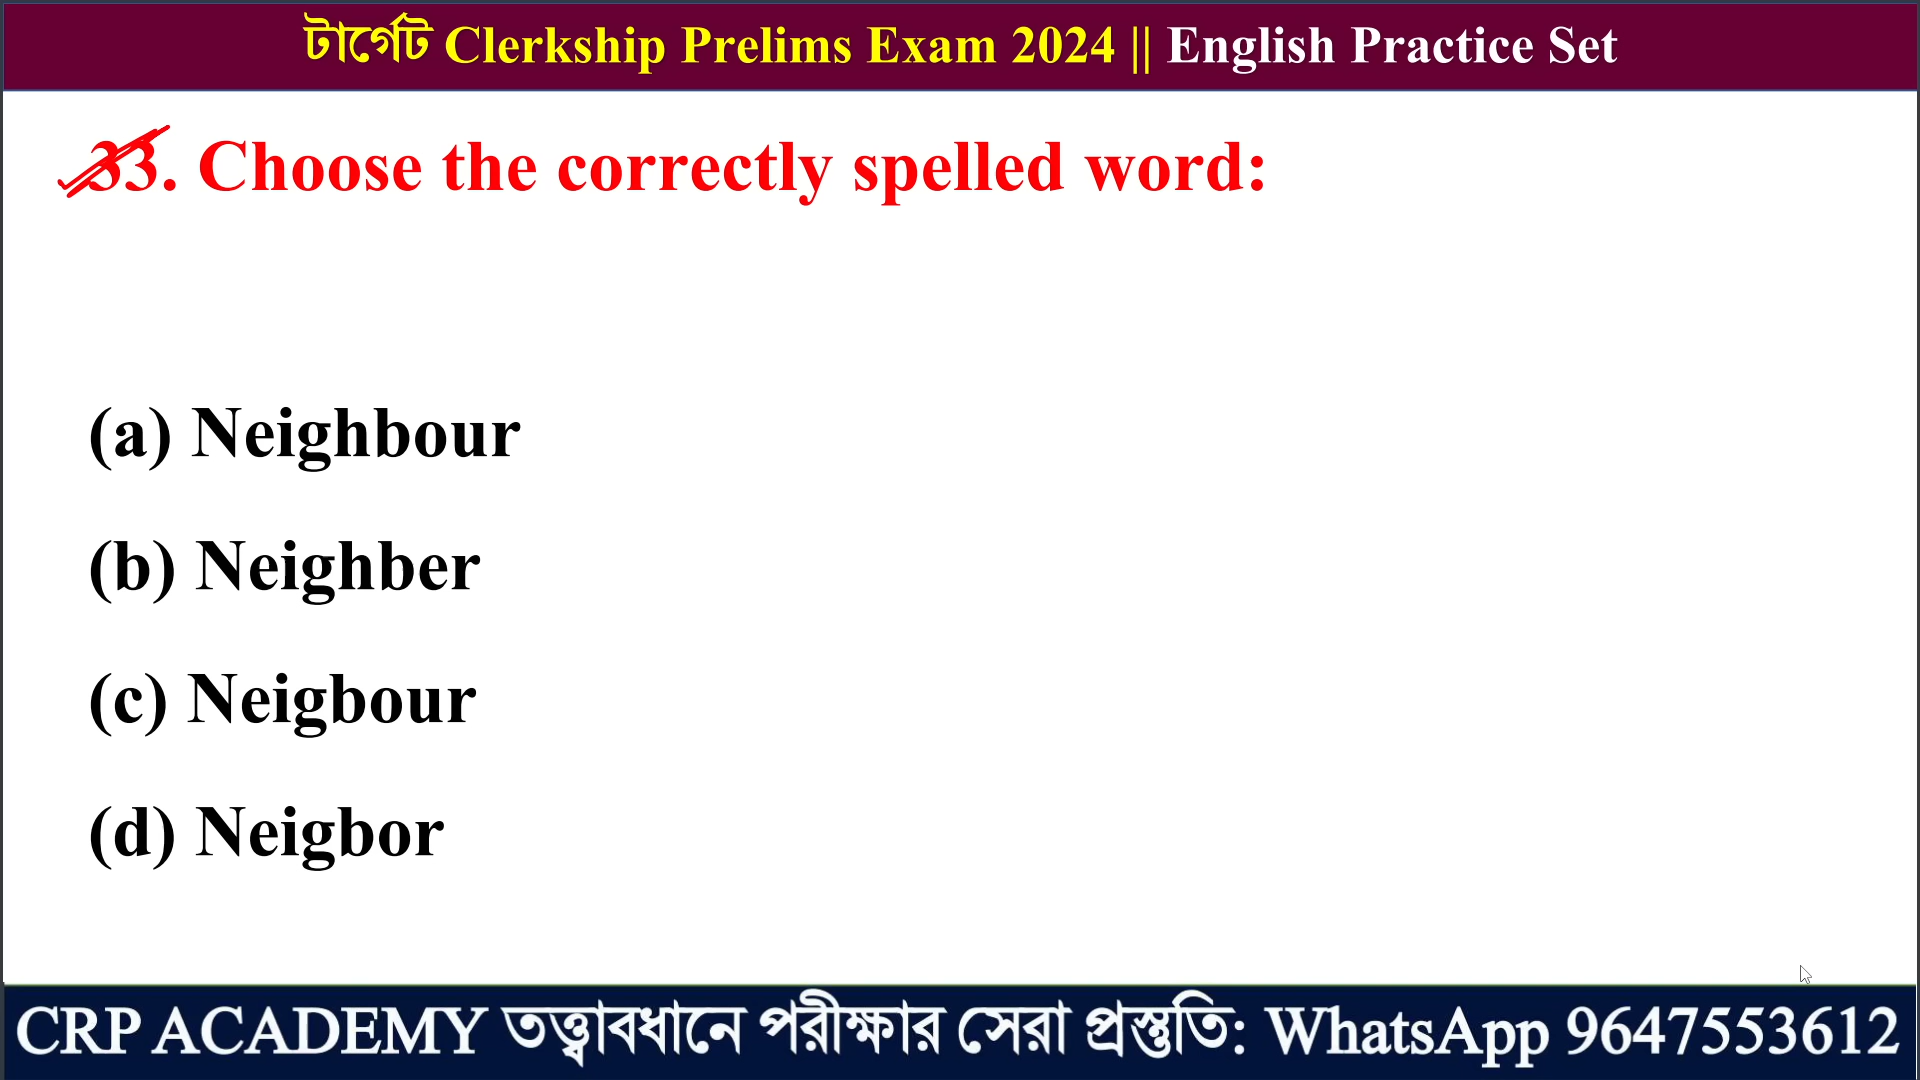 টার্গেট Clerkship Prelims Exam 2024 || English Practice Set
33. Choose the correctly spelled word:
(a) Neighbour
(b) Neighber
(c) Neigbour
(d) Neigbor
CRP ACADEMY তত্ত্বাবধানে পরীক্ষার সেরা প্রস্তুতি: WhatsApp 9647553612